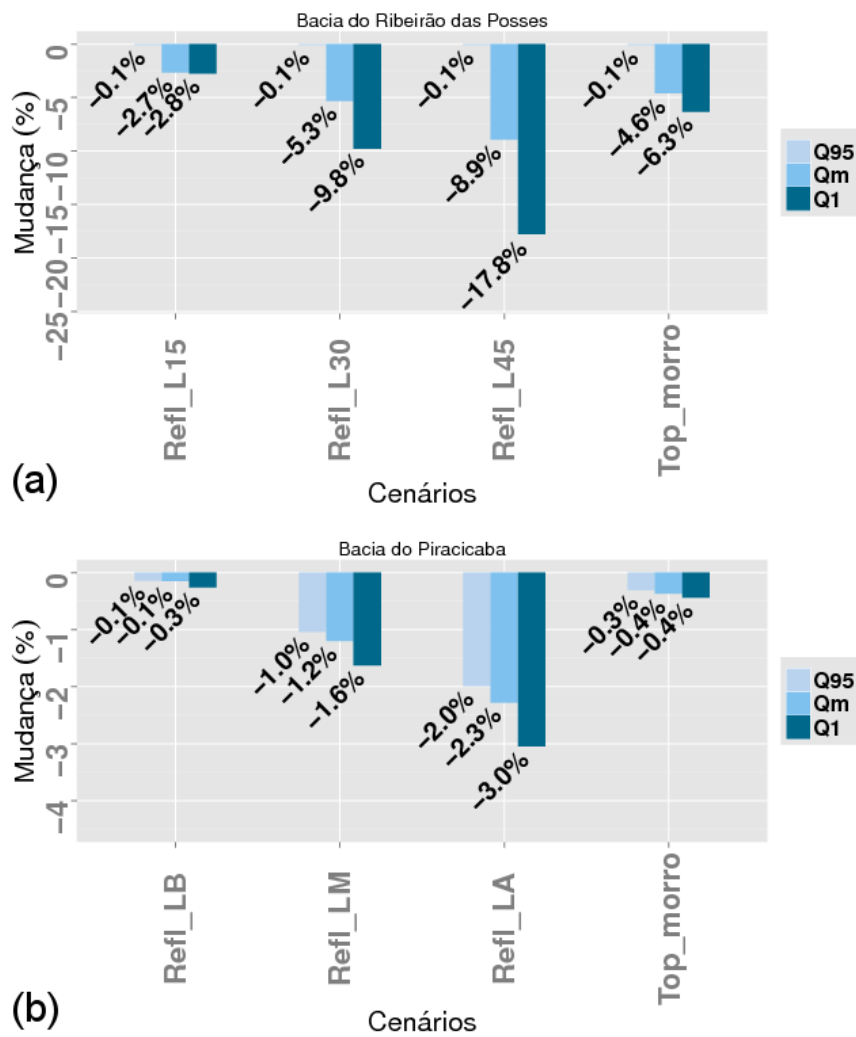 Bacia do Ribeirão das Posses
Mudança (%)
0
−5
−10
−15
−20
−25
−0.1%
−2.7%
−2.8%
−0.1%
−5.3%
−9.8%
−0.1%
−8.9%
−17.8%
−0.1%
−4.6%
−6.3%
Q95
Qm
Q1
Refl_L15
Refl_L30
Refl_L45
Top_morro
(a)
Cenários
Bacia do Piracicaba
Mudança (%)
0
−1
−2
−3
−4
−0.1%
−0.1%
−0.3%
−1.0%
−1.2%
−1.6%
−2.0%
−2.3%
−3.0%
−0.3%
−0.4%
−0.4%
Q95
Qm
Q1
Refl_LB
Refl_LM
Refl_LA
Top_morro
(b)
Cenários